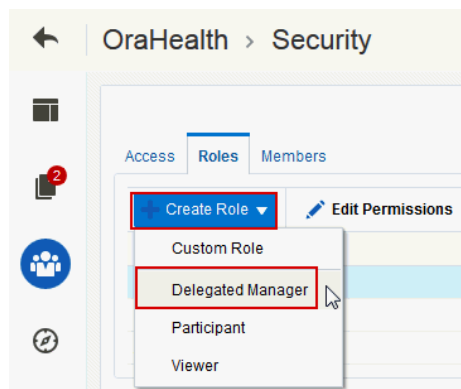 OraHealth > Security
Access Roles Members
2
Create Role Edit Permissions
Custom Role
Delegated Manager
Participant
Viewer